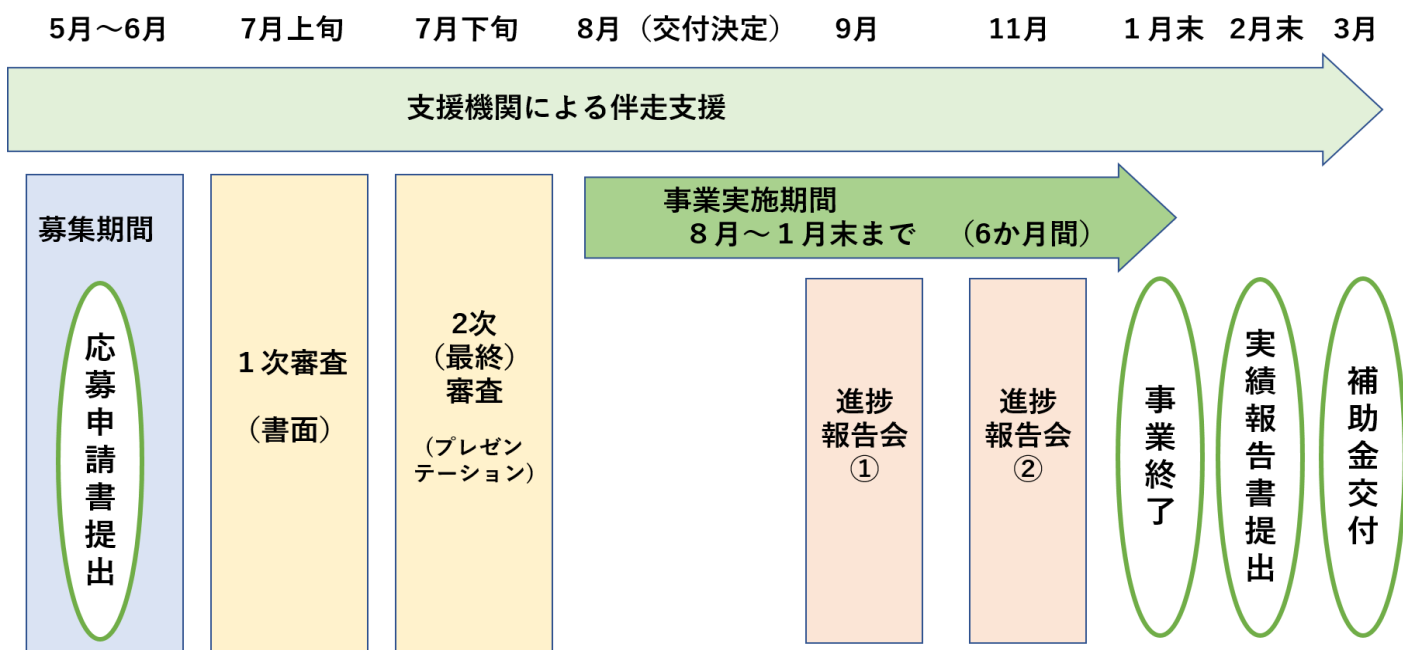 5月～6月
7月上旬
7月下旬
8月（交付決定）
9月
11月
１月末
2月末
3月
支援機関による伴走支援
事業実施期間
８月～１月末まで　（6か月間）
募集期間
応募申請書提出
１次審査
（書面）
2次
（最終）
審査
（プレゼン
テーション）
進捗
報告会
①
進捗
報告会
②
事業終了
実績報告書提出
補助金交付